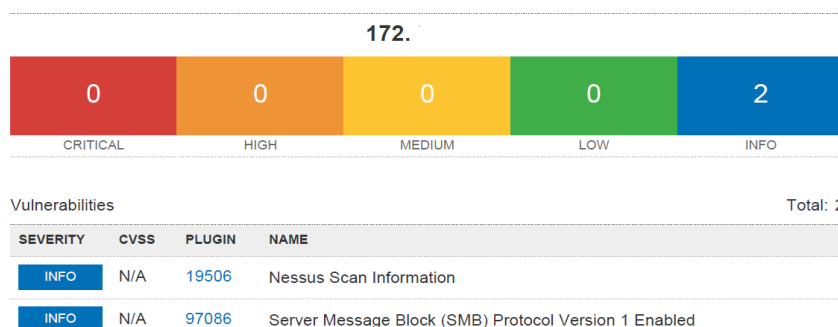 172.
0 0 0 0 2
CRITICAL HIGH MEDIUM LOW INFO
Vulnerabilities Total: 2
SEVERITY CVSS PLUGIN NAME
INFO N/A 19506 Nessus Scan Information
INFO N/A 97086 Server Message Block (SMB) Protocol Version 1 Enabled